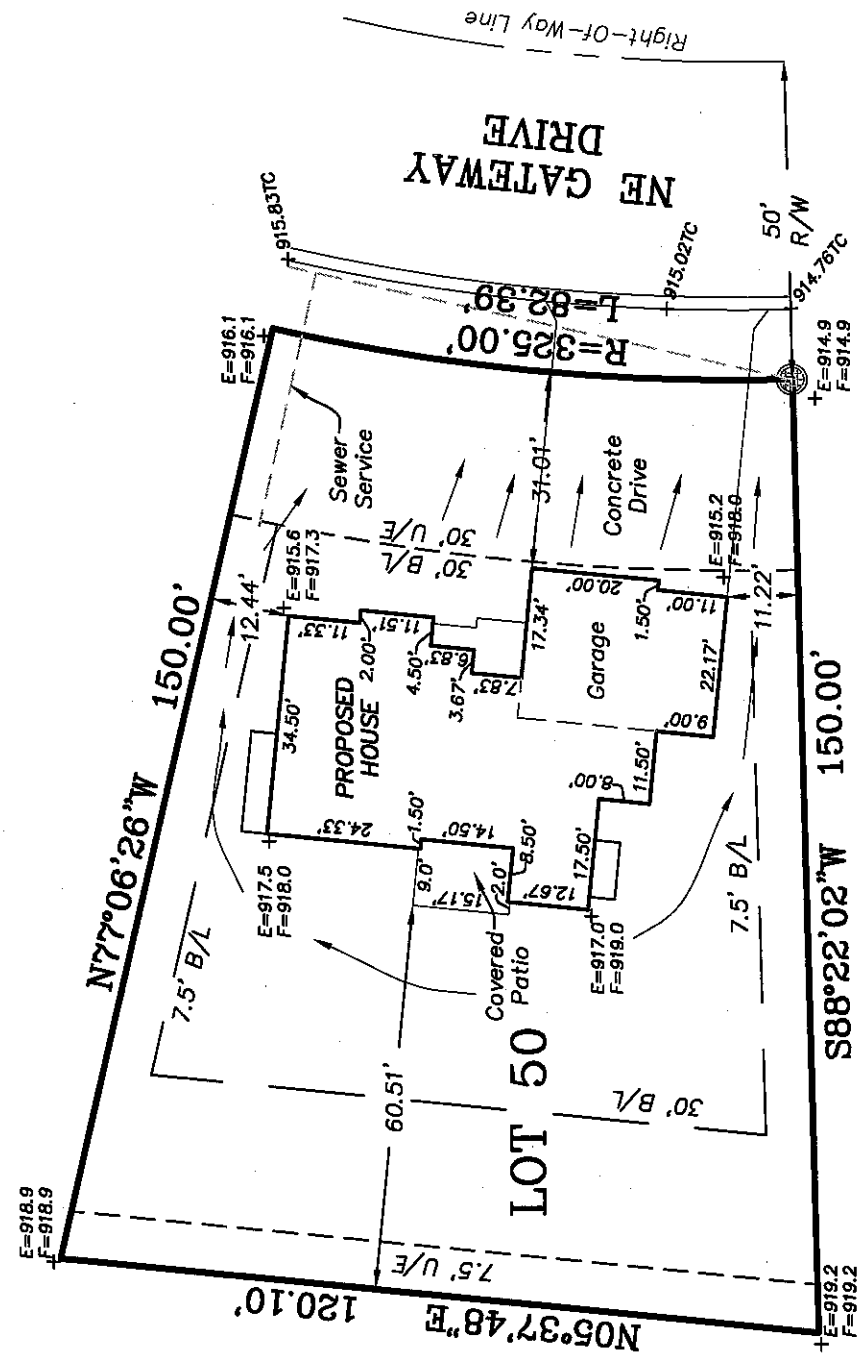 Right-Of-Way Line
NE GATEWAY
DRIVE
50'
R/W
915.83TC
915.02TC
914.76TC
R=325.00'
L=82.39'
E=916.1
F=916.1
E=914.9
F=914.9
Sewer
Service
31.01'
Concrete
Drive
30' B/L
30' U/E
E=915.6
F=917.3
E=915.2
F=918.0
12.44'
11.22'
150.00'
N77°06'26"W
7.5' B/L
PROPOSED
HOUSE
34.50'
11.33'
2.00'
11.51'
4.50'
6.83'
3.67'
7.83'
17.34'
20.00'
1.50'
11.00'
Garage
22.17'
9.00'
11.50'
8.00'
17.50'
12.67'
2.0'
8.50'
14.50'
1.50'
24.33'
9.0'
15.17'
Covered
Patio
E=917.5
F=918.0
E=917.0
F=919.0
60.51'
LOT 50
30' B/L
7.5' B/L
7.5' U/E
S88°22'02"W
150.00'
N05°37'48"E
120.10'
E=918.9
F=918.9
E=919.2
F=919.2